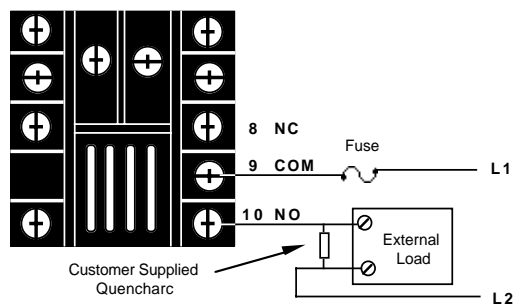 8 NC
Fuse
9 COM
L1
10 NO
External
Load
Customer Supplied
Quencharc
L2